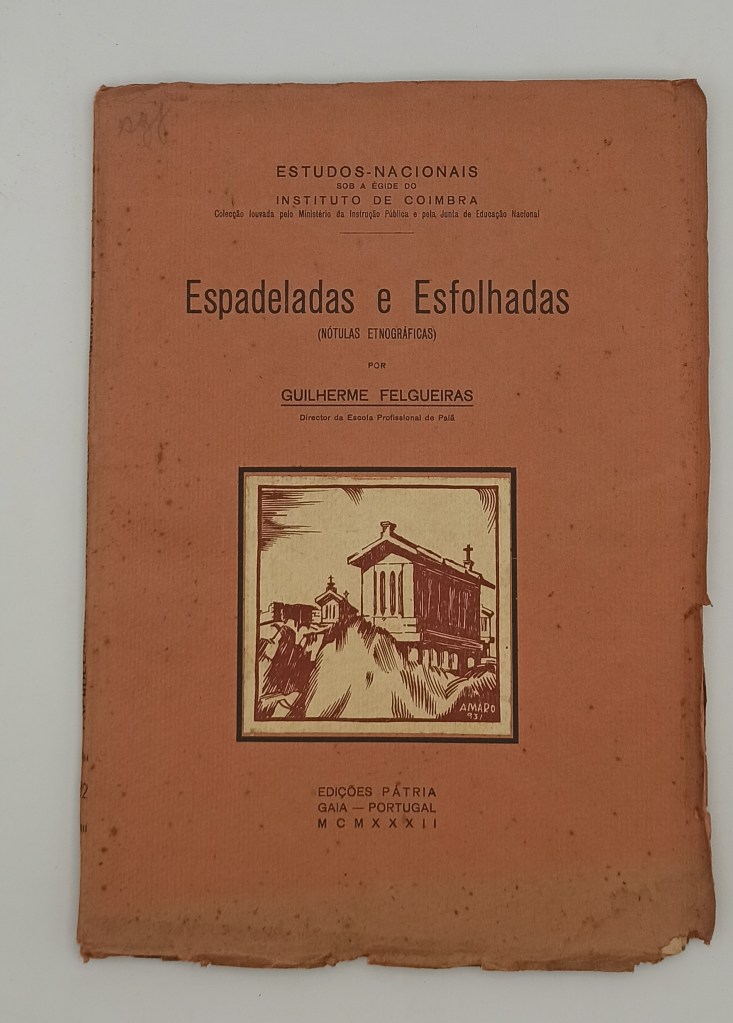 ESTUDOS-NACIONAIS
SOB A ÉGIDE DO
INSTITUTO DE COIMBRA
Colecção louvada pelo Ministério da Instrução Pública e pela Junta de Educação Nacional
Espadeladas e Esfolhadas
(NÓTULAS ETNOGRÁFICAS)
POR
GUILHERME FELGUEIRAS
Director da Escola Profissional de Paiã
AMARO
931
EDIÇÕES PÁTRIA
GAIA — PORTUGAL
MCMXXXII